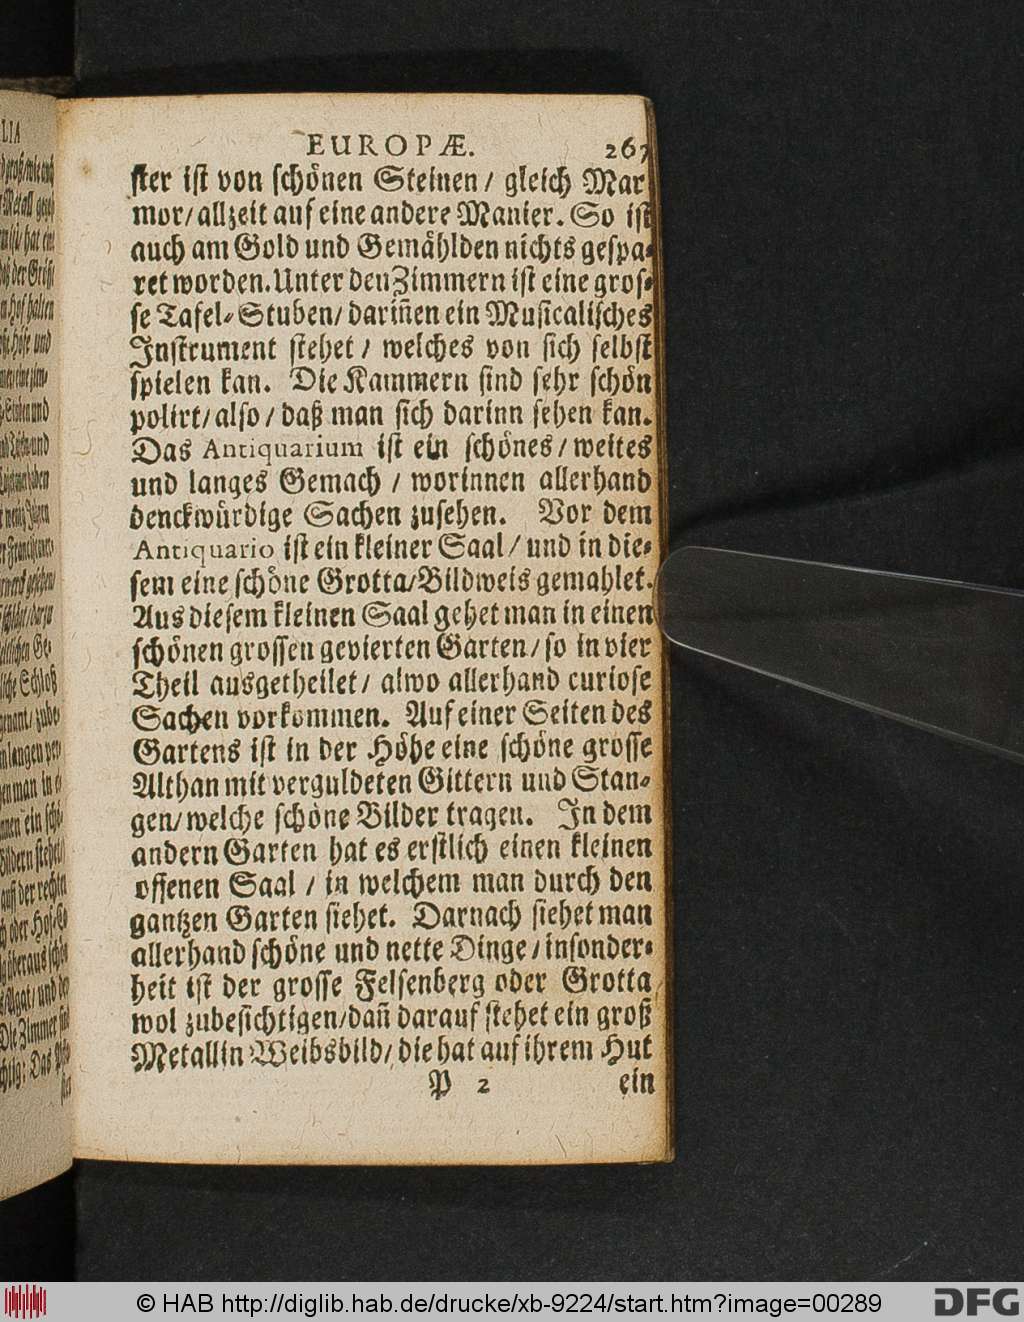 EUROPÆ. 267
ster ist von schönen Steinen/ gleich Mar
mor/ allzeit auf eine andere Manier. So ist
auch am Gold und Gemählden nichts gespa-
ret worden. Unter den Zimmern ist eine gros-
se Tafel-Stuben/ dariñen ein Musicalisches
Instrument stehet/ welches von sich selbst
spielen kan. Die Kammern sind sehr schön
polirt/ also/ daß man sich darinn sehen kan.
Das Antiquarium ist ein schönes/ weites
und langes Gemach/ worinnen allerhand
denckwürdige Sachen zusehen. Vor dem
Antiquario ist ein kleiner Saal/ und in die-
sem eine schöne Grotta/ Bildweis gemahlet.
Aus diesem kleinen Saal gehet man in einen
schönen grossen gevierten Garten/ so in vier
Theil ausgetheilet/ alwo allerhand curiose
Sachen vorkommen. Auf einer Seiten des
Gartens ist in der Höhe eine schöne grosse
Althan mit verguldeten Gittern und Stan-
gen/ welche schöne Bilder tragen. In dem
andern Garten hat es erstlich einen kleinen
offenen Saal/ in welchem man durch den
gantzen Garten siehet. Darnach siehet man
allerhand schöne und nette Dinge/ insonder-
heit ist der grosse Felsenberg oder Grotta
wol zubesichtigen/ dañ darauf stehet ein groß
Metallin Weibsbild/ die hat auf ihrem Hut
P 2 ein
© HAB http://diglib.hab.de/drucke/xb-9224/start.htm?image=00289
DFG